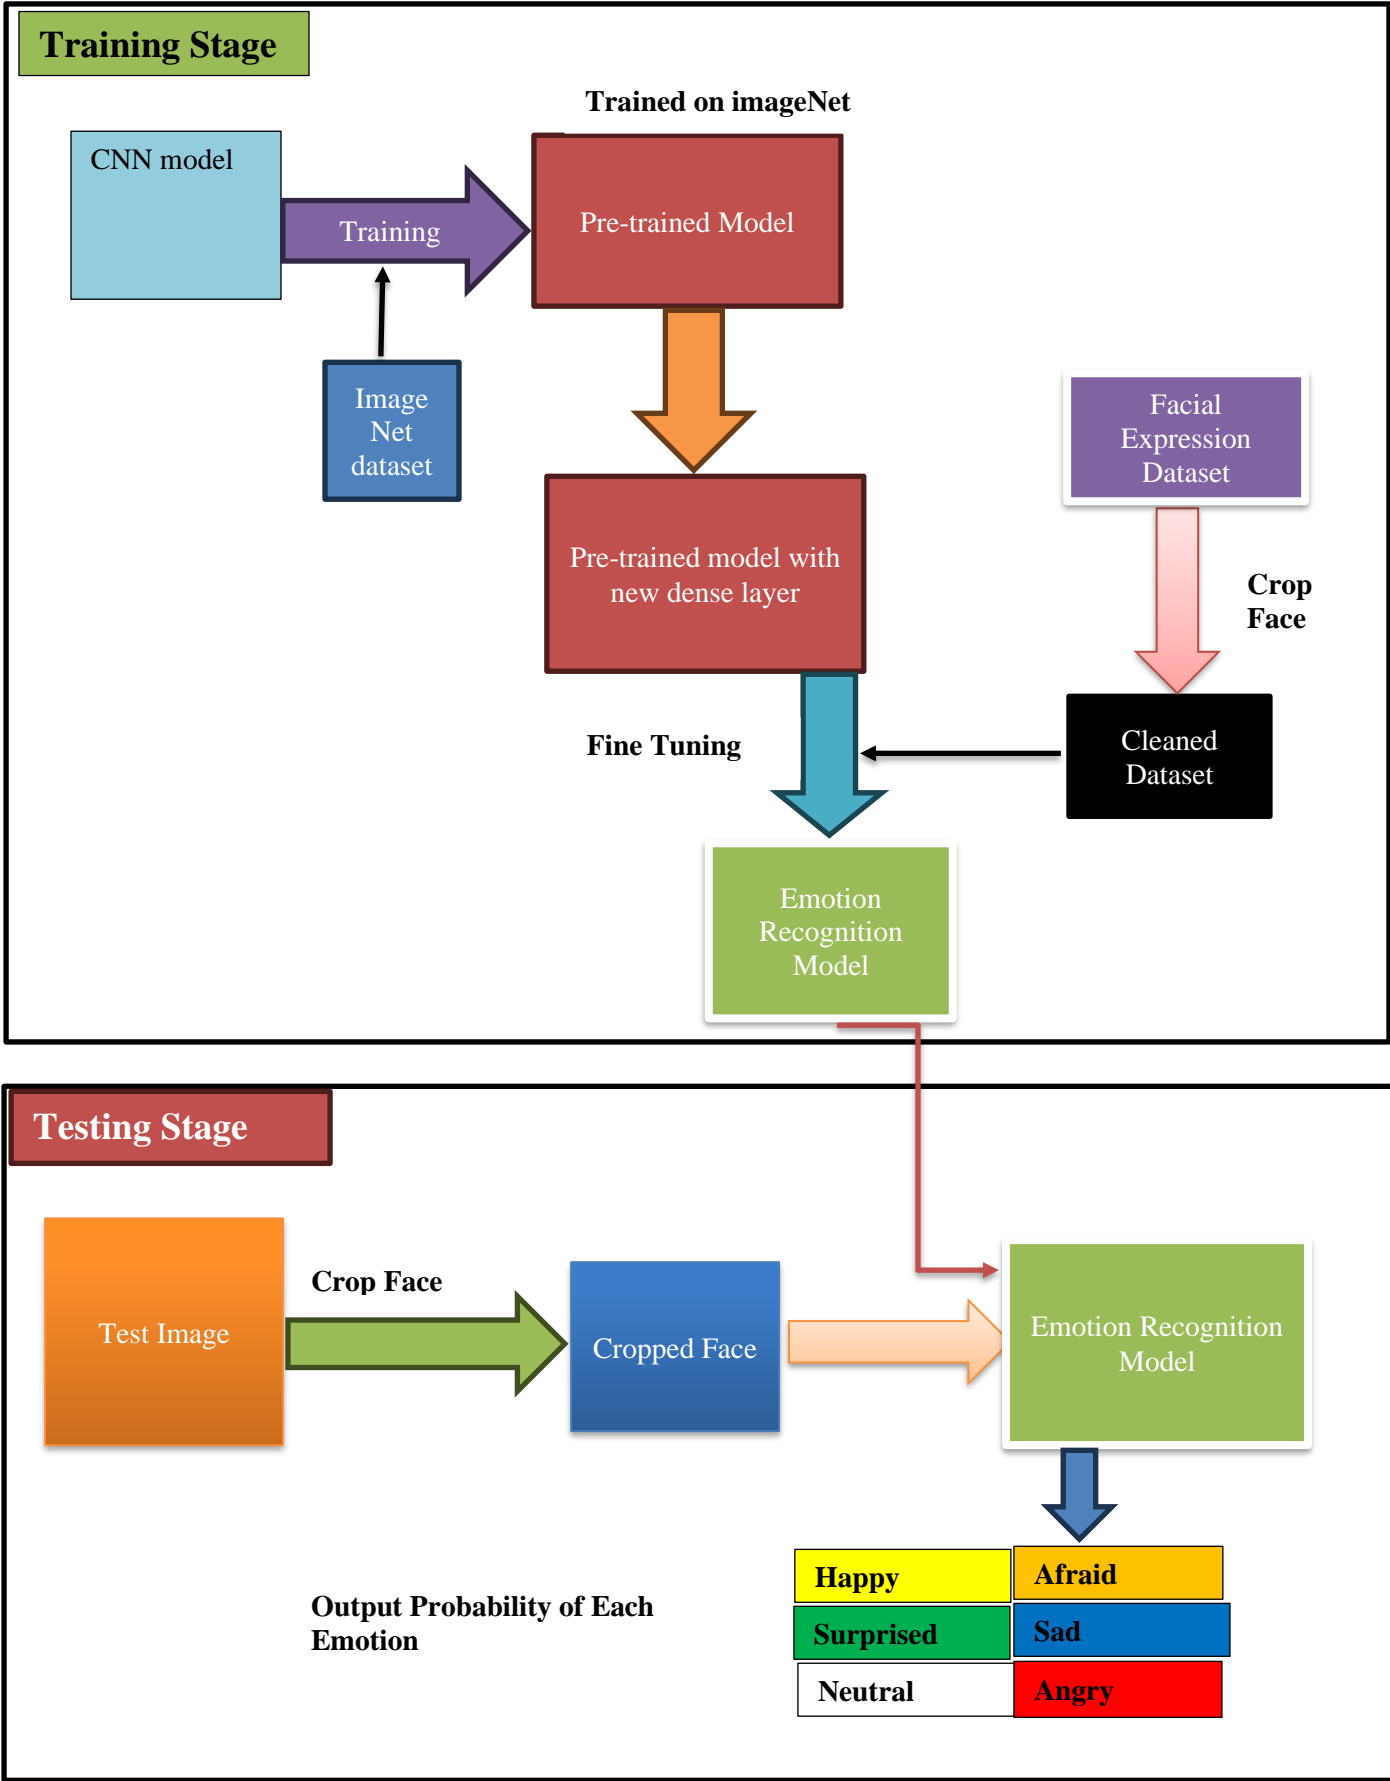 Training Stage
Trained on imageNet
CNN model
Training
Pre-trained Model
Image
Net
dataset
Facial
Expression
Dataset
Pre-trained model with
new dense layer
Crop
Face
Fine Tuning
Cleaned
Dataset
Emotion
Recognition
Model
Testing Stage
Test Image
Crop Face
Cropped Face
Emotion Recognition
Model
Happy
Afraid
Surprised
Sad
Neutral
Angry
Output Probability of Each
Emotion